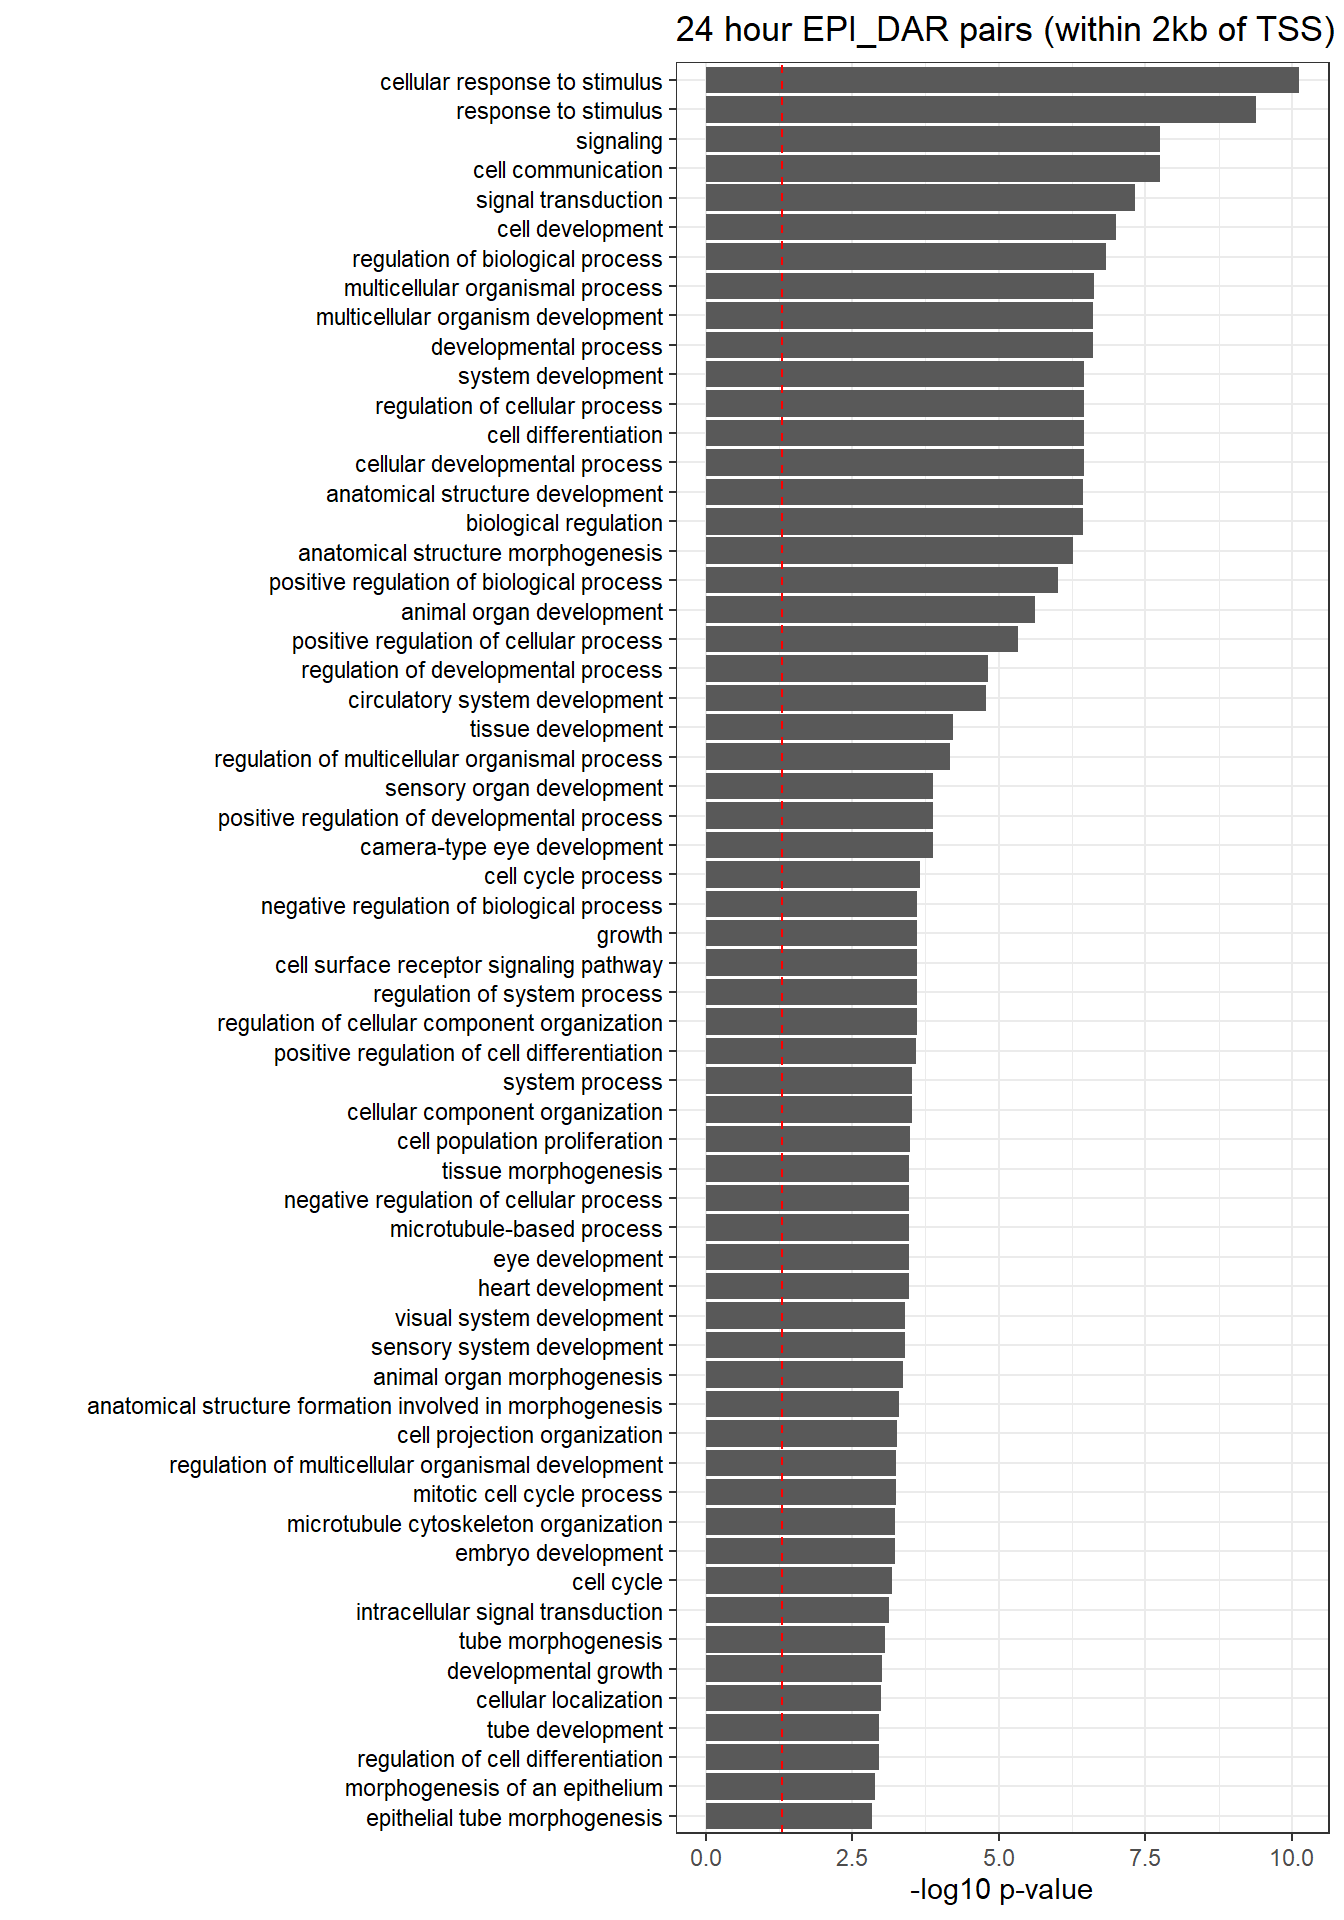 24 hour EPI_DAR pairs (within 2kb of TSS)
cellular response to stimulus
response to stimulus
signaling
cell communication
signal transduction
cell development
regulation of biological process
multicellular organismal process
multicellular organism development
developmental process
system development
regulation of cellular process
cell differentiation
cellular developmental process
anatomical structure development
biological regulation
anatomical structure morphogenesis
positive regulation of biological process
animal organ development
positive regulation of cellular process
regulation of developmental process
circulatory system development
tissue development
regulation of multicellular organismal process
sensory organ development
positive regulation of developmental process
camera-type eye development
cell cycle process
negative regulation of biological process
growth
cell surface receptor signaling pathway
regulation of system process
regulation of cellular component organization
positive regulation of cell differentiation
system process
cellular component organization
cell population proliferation
tissue morphogenesis
negative regulation of cellular process
microtubule-based process
eye development
heart development
visual system development
sensory system development
animal organ morphogenesis
anatomical structure formation involved in morphogenesis
cell projection organization
regulation of multicellular organismal development
mitotic cell cycle process
microtubule cytoskeleton organization
embryo development
cell cycle
intracellular signal transduction
tube morphogenesis
developmental growth
cellular localization
tube development
regulation of cell differentiation
morphogenesis of an epithelium
epithelial tube morphogenesis
0.0 2.5 5.0 7.5 10.0
-log10 p-value